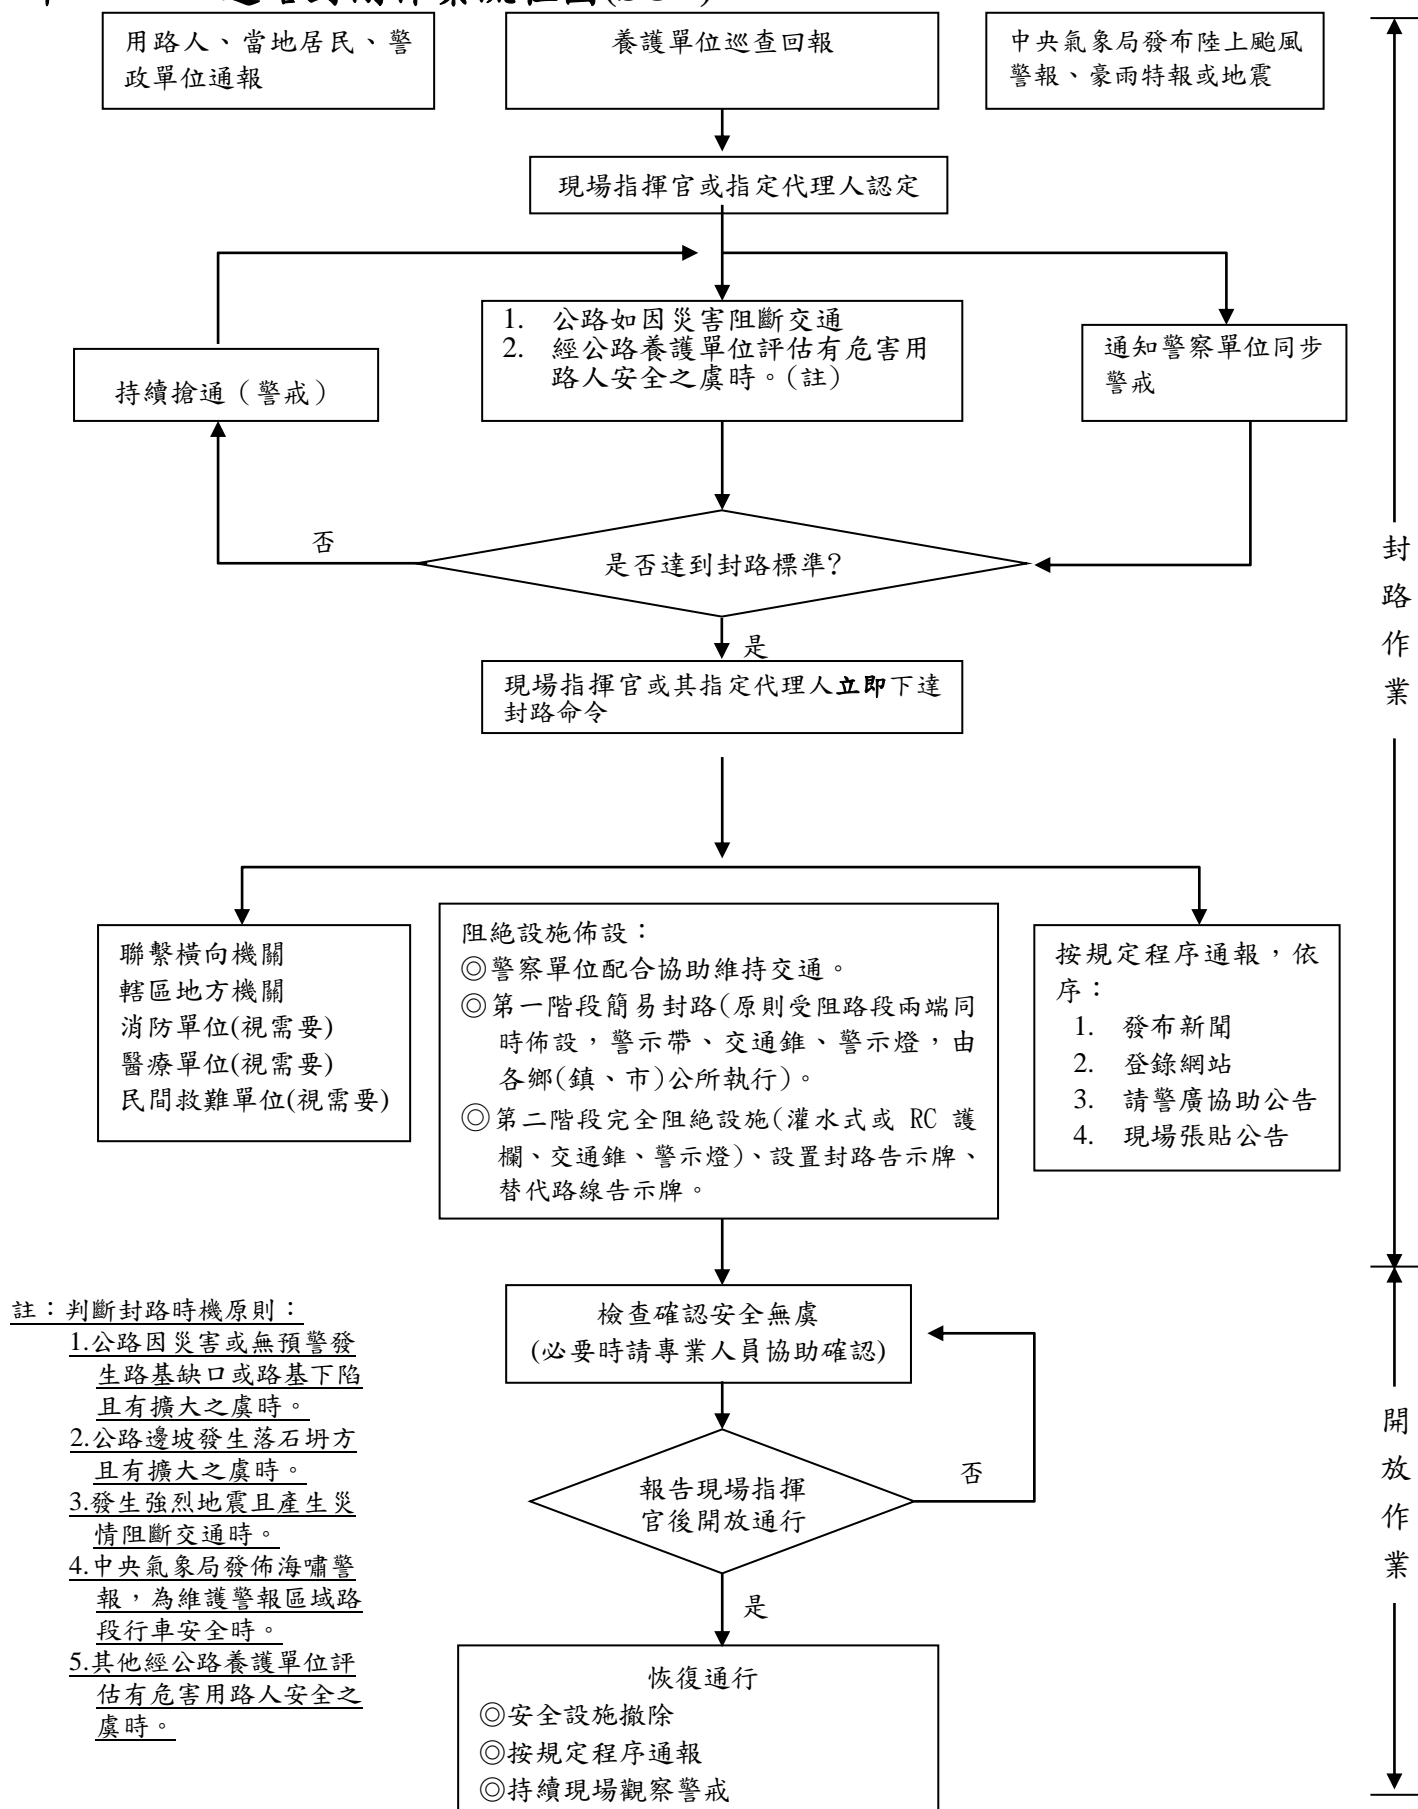 用路人、當地居民、警
政單位通報
養護單位巡查回報
中央氣象局發布陸上颱風
警報、豪雨特報或地震
現場指揮官或指定代理人認定
持續搶通（警戒）
1. 公路如因災害阻斷交通
2. 經公路養護單位評估有危害用
路人安全之虞時。(註)
通知警察單位同步
警戒
否
是否達到封路標準?
是
現場指揮官或其指定代理人立即下達
封路命令
封
路
作
業
聯繫橫向機關
轄區地方機關
消防單位(視需要)
醫療單位(視需要)
民間救難單位(視需要)
阻絕設施佈設：
◎警察單位配合協助維持交通。
◎第一階段簡易封路(原則受阻路段兩端同
時佈設，警示帶、交通錐、警示燈，由
各鄉(鎮、市)公所執行)。
◎第二階段完全阻絕設施(灌水式或 RC 護
欄、交通錐、警示燈)、設置封路告示牌、
替代路線告示牌。
按規定程序通報，依
序：
1. 發布新聞
2. 登錄網站
3. 請警廣協助公告
4. 現場張貼公告
註：判斷封路時機原則：
1.公路因災害或無預警發
生路基缺口或路基下陷
且有擴大之虞時。
2.公路邊坡發生落石坍方
且有擴大之虞時。
3.發生強烈地震且產生災
情阻斷交通時。
4.中央氣象局發佈海嘯警
報，為維護警報區域路
段行車安全時。
5.其他經公路養護單位評
估有危害用路人安全之
虞時。
檢查確認安全無虞
(必要時請專業人員協助確認)
報告現場指揮
官後開放通行
否
是
恢復通行
◎安全設施撤除
◎按規定程序通報
◎持續現場觀察警戒
開
放
作
業